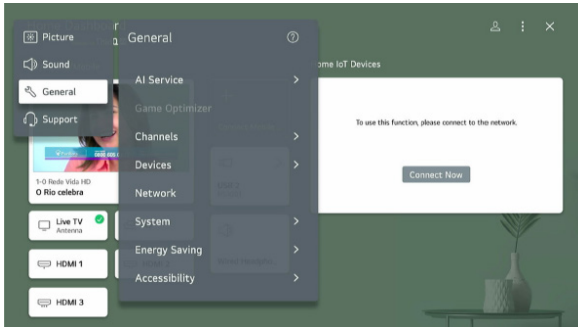 Picture
Sound
General
Support
General
AI Service
Game Optimizer
Channels
Devices
Network
System
Energy Saving
Accessibility
ome IoT Devices
To use this function, please connect to the network.
Connect Now
1-0 Rede Vida HD
O Rio celebra
Live TV
Antenna
HDMI 1
HDMI 3